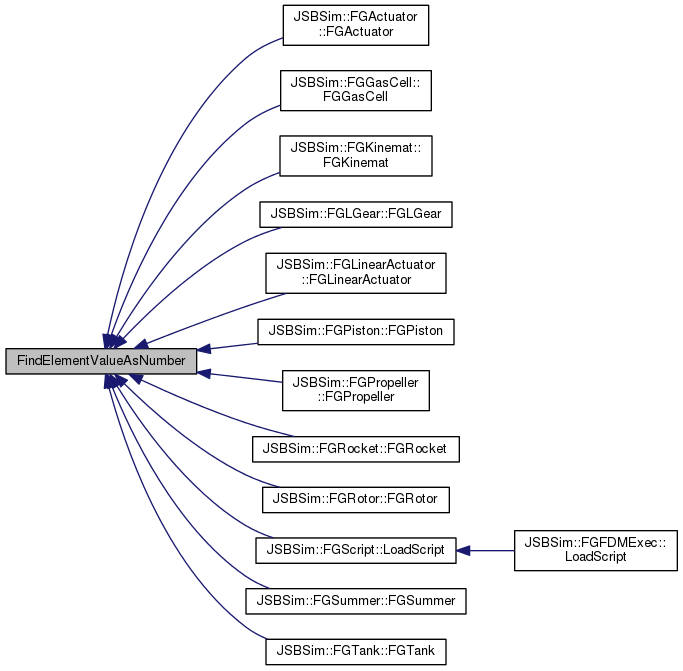 JSBSim::FGActuator
::FGActuator
JSBSim::FGGasCell::
FGGasCell
JSBSim::FGKinemat::
FGKinemat
JSBSim::FGLGear::FGLGear
JSBSim::FGLinearActuator
::FGLinearActuator
JSBSim::FGPiston::FGPiston
FindElementValueAsNumber
JSBSim::FGPropeller
::FGPropeller
JSBSim::FGRocket::FGRocket
JSBSim::FGRotor::FGRotor
JSBSim::FGScript::LoadScript
JSBSim::FGFDMExec::
LoadScript
JSBSim::FGSummer::FGSummer
JSBSim::FGTank::FGTank